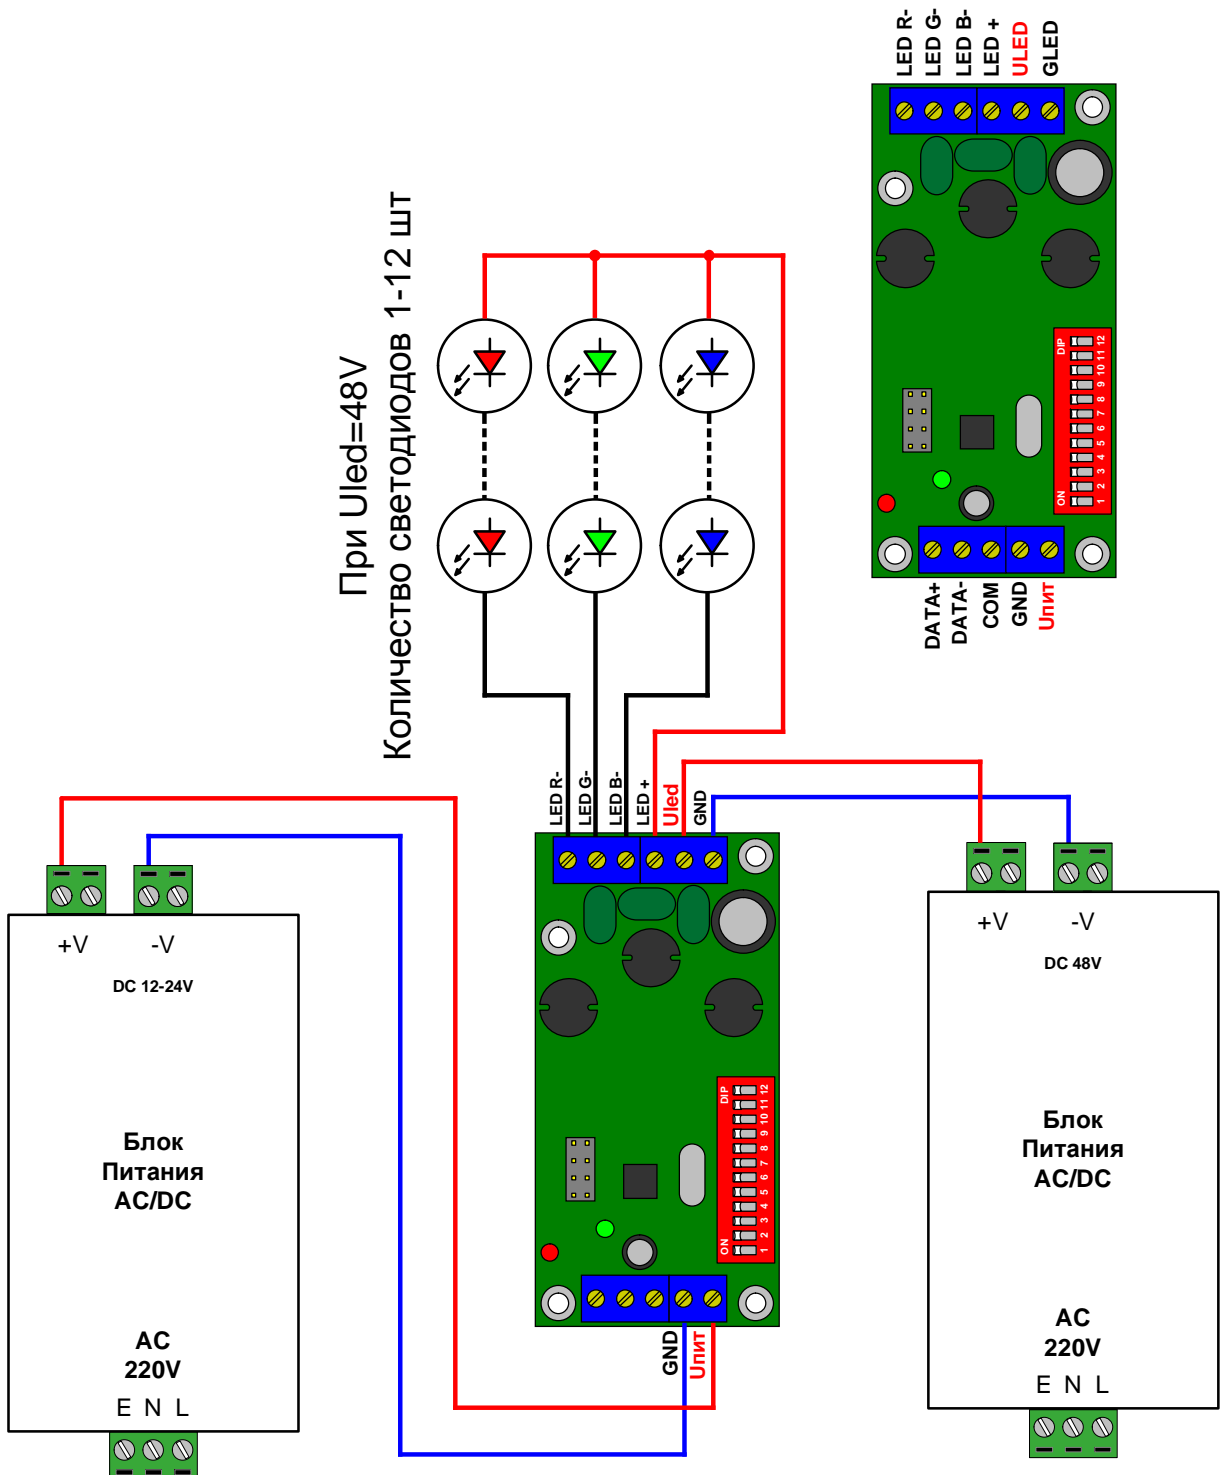 LED R-
LED G-
LED B-
LED +
ULED
GLED
DIP
12
11
10
9
8
7
6
5
4
3
2
1
ON
DATA+
DATA-
COM
GND
Uпит
При Uled=48V
Количество светодиодов 1-12 шт
LED R-
LED G-
LED B-
LED +
Uled
GND
+V -V
DC 12-24V
Блок
Питания
AC/DC
AC
220V
E N L
DIP
12
11
10
9
8
7
6
5
4
3
2
1
ON
GND
Uпит
+V -V
DC 48V
Блок
Питания
AC/DC
AC
220V
E N L